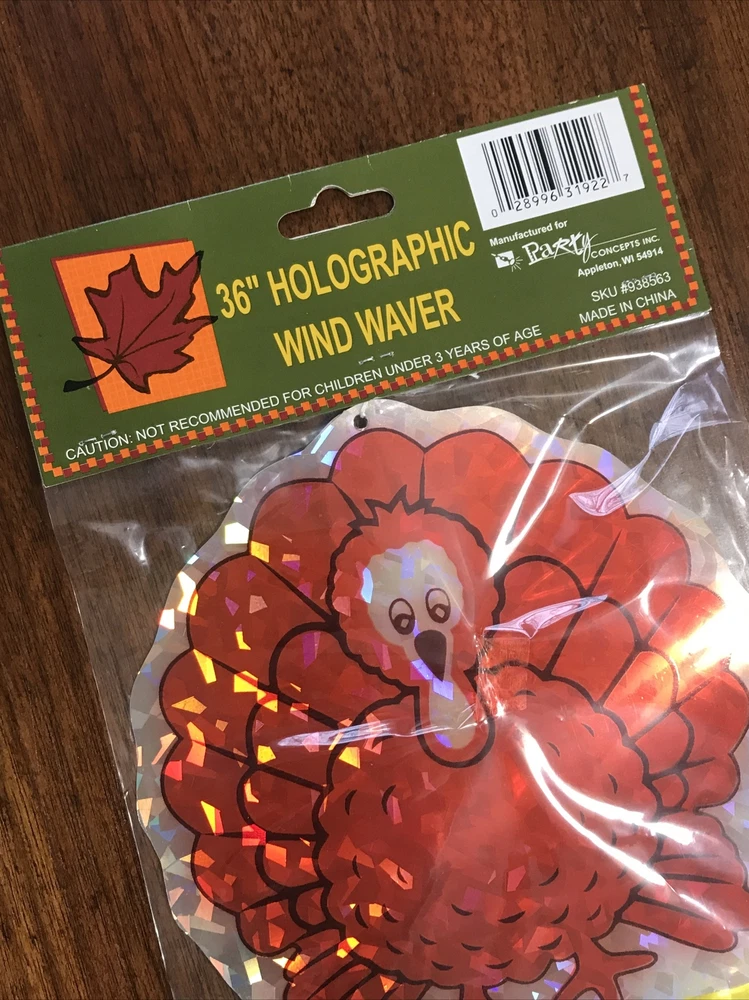 0 28996 31922 7
Manufactured for
Party CONCEPTS INC.
Appleton, WI 54914
SKU #938563
MADE IN CHINA
36" HOLOGRAPHIC
WIND WAVER
CAUTION: NOT RECOMMENDED FOR CHILDREN UNDER 3 YEARS OF AGE